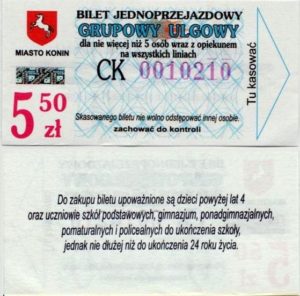 BILET JEDNOPRZEJAZDOWY
GRUPOWY ULGOWY
dla nie więcej niż 5 osób wraz z opiekunem
na wszystkich liniach
MIASTO KONIN
CK 0010210
5 50 zł
Skasowanego biletu nie wolno odstępować innej osobie.
zachować do kontroli
Tu kasować
Do zakupu biletu upoważnione są dzieci powyżej lat 4
oraz uczniowie szkół podstawowych, gimnazjum, ponadgimnazjalnych,
pomaturalnych i policealnych do ukończenia szkoły,
jednak nie dłużej niż do ukończenia 24 roku życia.